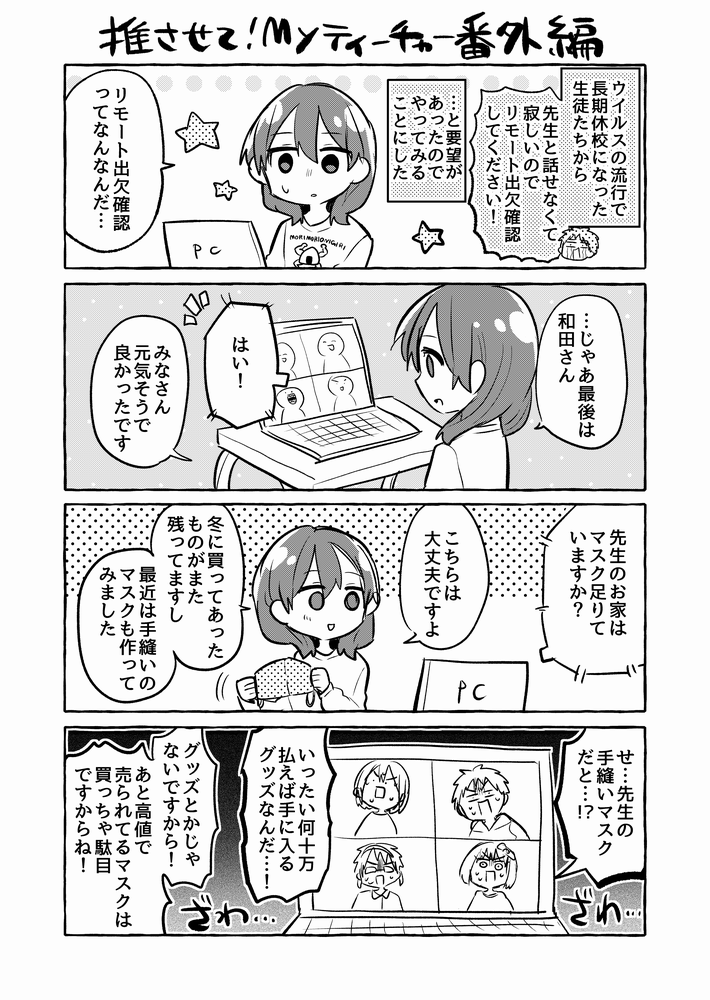 推させて!Myティーチャー番外編
ウイルスの流行で
長期休校になった
生徒たちから
先生と話せなくて
寂しいので
リモート出欠確認
してください!
…と要望が
あったので
やってみる
ことにした
リモート出欠確認
ってなんなんだ…
PC
…じゃあ最後は
和田さん
はい!
みなさん
元気そうで
良かったです
先生のお家は
マスク足りて
いますか?
こちらは
大丈夫ですよ
冬に買ってあった
ものがまだ
残ってますし
最近は手縫いの
マスクも作って
みました
PC
せ…先生の
手縫いマスク
だと…!?
いったい何十万
払えば手に入る
グッズなんだ…!
グッズとかじゃ
ないですから!
あと高値で
売られてるマスクは
買っちゃ駄目
ですからね!
ざわ…
ざわ…